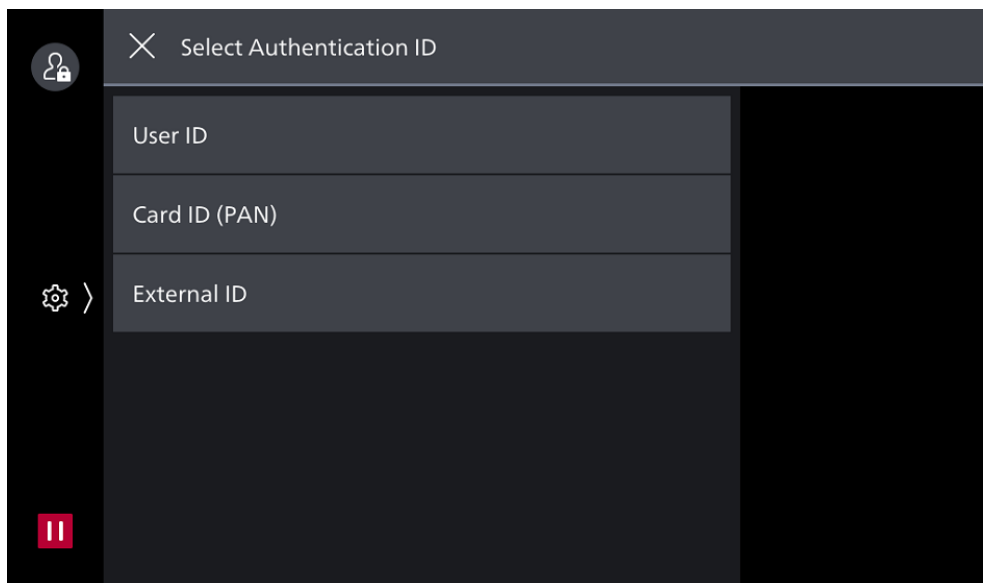 Select Authentication ID
User ID
Card ID (PAN)
External ID